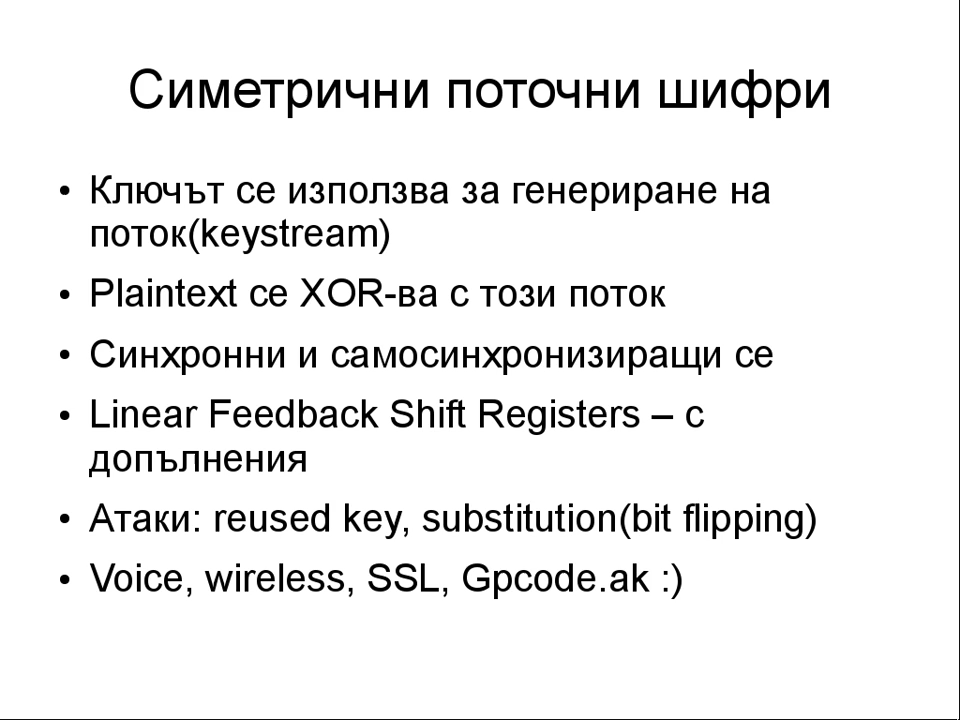 Симетрични поточни шифри
• Ключът се използва за генериране на
поток(keystream)
• Plaintext се XOR-ва с този поток
• Синхронни и самосинхронизиращи се
• Linear Feedback Shift Registers – с
допълнения
• Атаки: reused key, substitution(bit flipping)
• Voice, wireless, SSL, Gpcode.ak :)